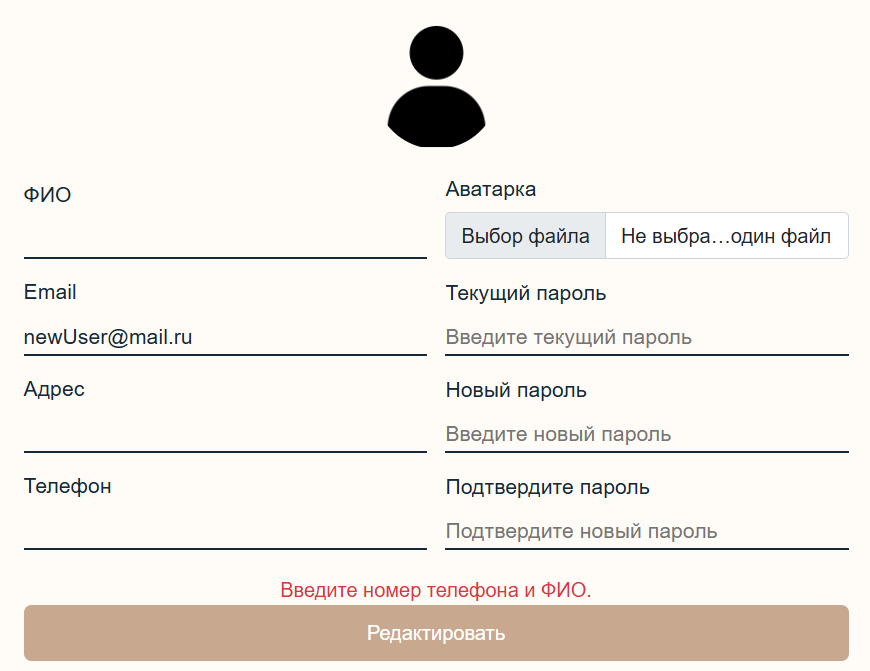 ФИО
Аватарка
Выбор файла
Не выбра…один файл
Email
newUser@mail.ru
Текущий пароль
Введите текущий пароль
Адрес
Новый пароль
Введите новый пароль
Телефон
Подтвердите пароль
Подтвердите новый пароль
Введите номер телефона и ФИО.
Редактировать